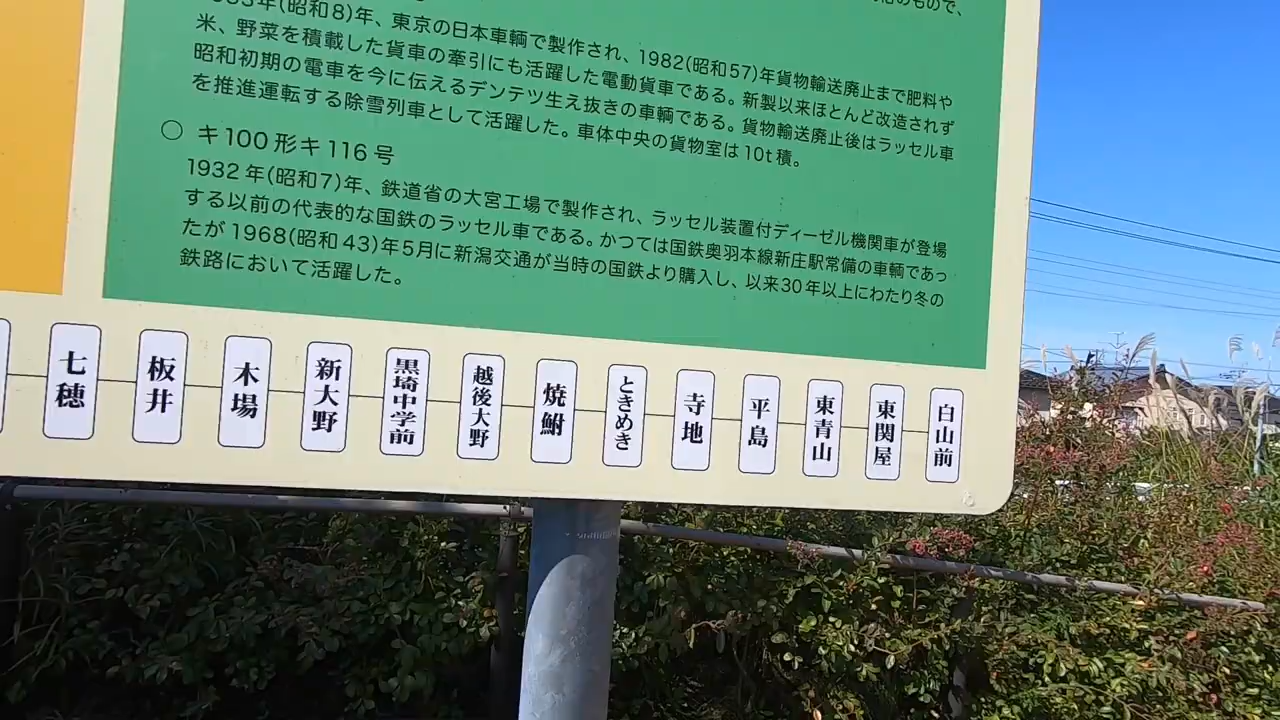 のもので、
年(昭和8)年、東京の日本車輌で製作され、1982(昭和57)年貨物輸送廃止まで肥料や
米、野菜を積載した貨車の牽引にも活躍した電動貨車である。新製以来ほとんど改造されず
昭和初期の電車を今に伝えるデンテツ生え抜きの車輌である。貨物輸送廃止後はラッセル車
を推進運転する除雪列車として活躍した。車体中央の貨物室は10t積。
○ キ100形キ116号
1932年(昭和7)年、鉄道省の大宮工場で製作され、ラッセル装置付ディーゼル機関車が登場
する以前の代表的な国鉄のラッセル車である。かつては国鉄奥羽本線新庄駅常備の車輌であっ
たが1968(昭和43)年5月に新潟交通が当時の国鉄より購入し、以来30年以上にわたり冬の
鉄路において活躍した。
七穂
板井
木場
新大野
黒埼中学前
越後大野
焼鮒
ときめき
寺地
平島
東青山
東関屋
白山前